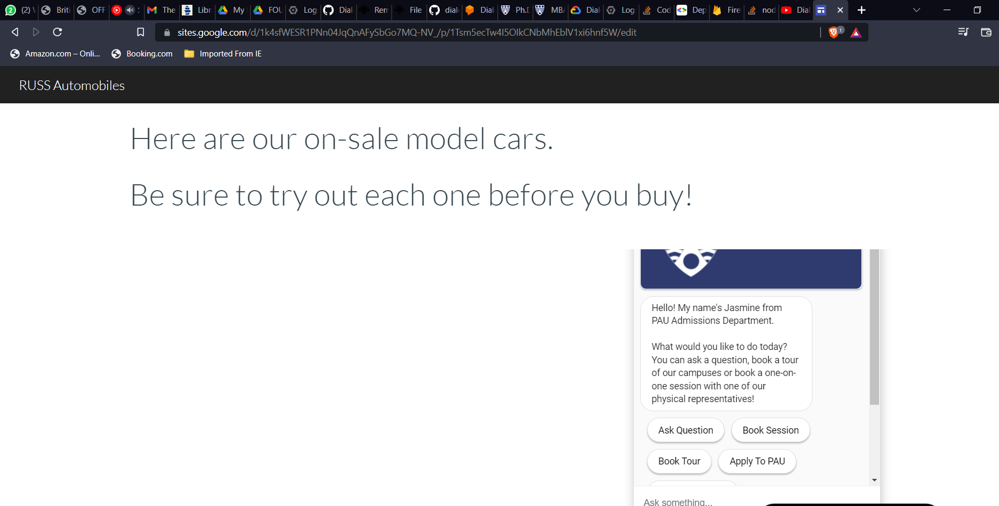 (2)
Briti
OFF
The
Libr
My
FOU
Log
Dial
Rem
File
dial
Dial
Ph.D
MBA
Dial
Log
Cod
Dep
Fire
nod
Dial
sites.google.com/d/1k4sfWESR1PNn04JqQnAFySbGo7MQ-NV_/p/1Tsm5ecTw4I5OIkCNbMhEblV1xi6hnf5W/edit
1
Amazon.com – Onli...
Booking.com
Imported From IE
RUSS Automobiles
Here are our on-sale model cars.
Be sure to try out each one before you buy!
Hello! My name's Jasmine from
PAU Admissions Department.
What would you like to do today?
You can ask a question, book a tour
of our campuses or book a one-on-
one session with one of our
physical representatives!
Ask Question
Book Session
Book Tour
Apply To PAU
Ask something...